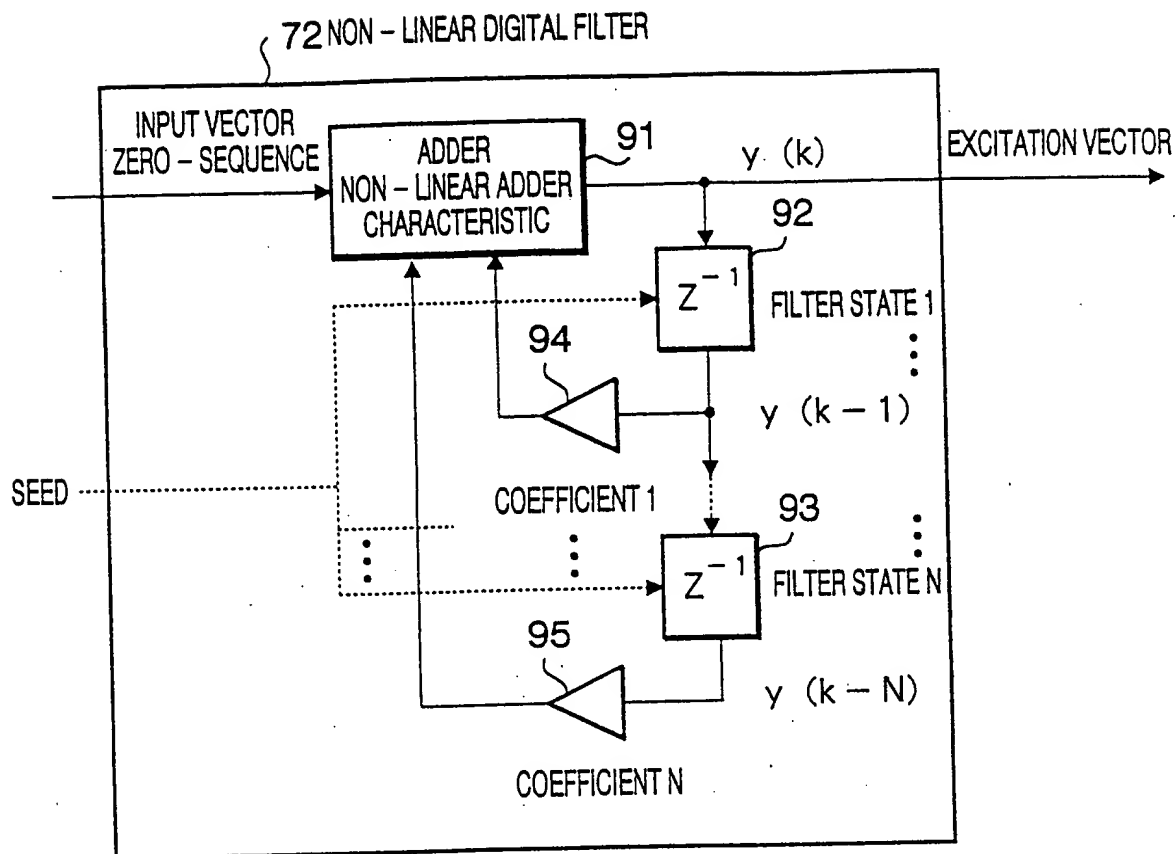 72 NON – LINEAR DIGITAL FILTER
INPUT VECTOR
ZERO – SEQUENCE
ADDER
NON – LINEAR ADDER
CHARACTERISTIC
91
y (k)
EXCITATION VECTOR
92
Z⁻¹
FILTER STATE 1
94
y (k – 1)
SEED
COEFFICIENT 1
93
Z⁻¹
FILTER STATE N
95
y (k – N)
COEFFICIENT N